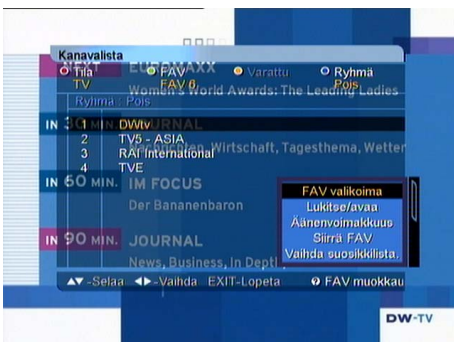 Kanavalista
NEXT EUROMAXX
Tila FAV Varattu Ryhmä
TV FAV 6 Pois
Women's World Awards: The Leading Ladies
Ryhmä : Pois
IN 30 MIN. JOURNAL
1 DWtv
Nachrichten, Wirtschaft, Tagesthema, Wetter
2 TV5 - ASIA
3 RAI International
4 TVE
IN 60 MIN. IM FOCUS
Der Bananenbaron
FAV valikoima
Lukitse/avaa
Äänenvoimakkuus
Siirrä FAV
Vaihda suosikkilista.
IN 90 MIN. JOURNAL
News, Business, In Depth
-Selaa -Vaihda EXIT-Lopeta FAV muokkau
DW-TV